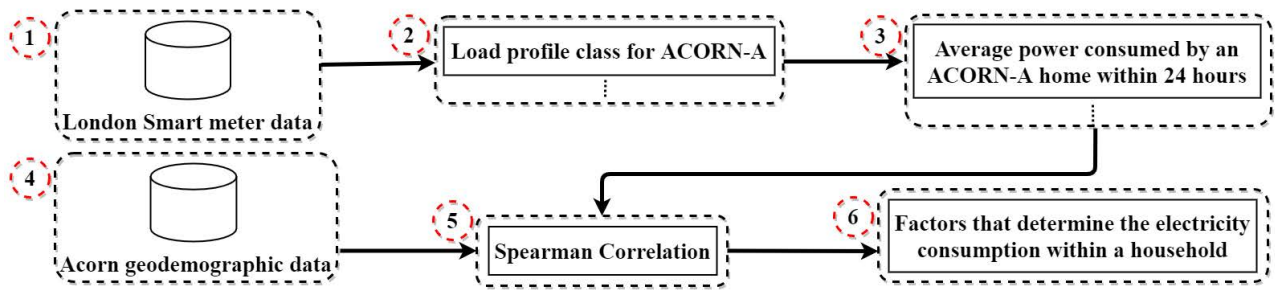 1
London Smart meter data
2
Load profile class for ACORN-A
3
Average power consumed by an
ACORN-A home within 24 hours
4
Acorn geodemographic data
5
Spearman Correlation
6
Factors that determine the electricity
consumption within a household